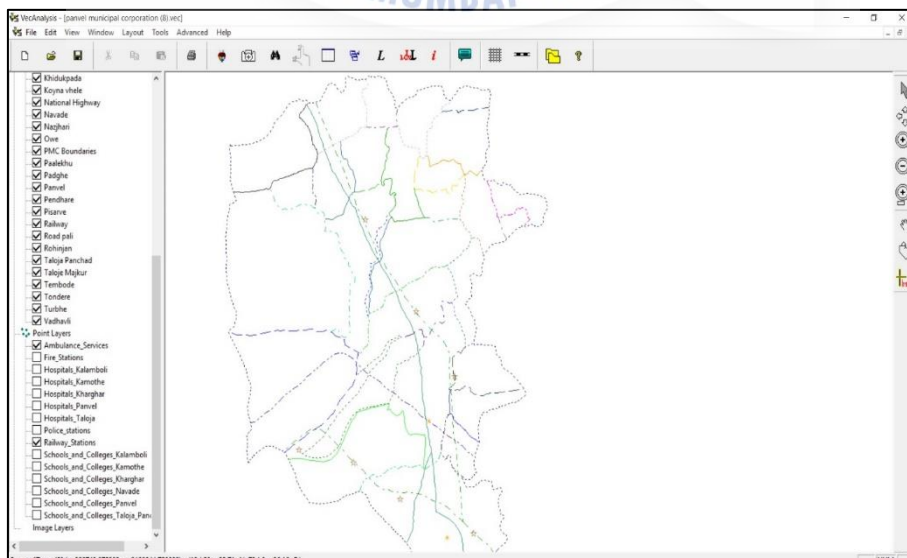 MUMBAI
VecAnalysis - [panvel municipal corporation (8).vec]
File Edit View Window Layout Tools Advanced Help
Khidukpada
Koyna vhele
National Highway
Navade
Nazjhari
Owe
PMC Boundaries
Paalekhu
Padghe
Panvel
Pendhare
Pisarve
Railway
Road pali
Rohinjan
Taloja Panchad
Taloje Majkur
Tembode
Tondere
Turbhe
Vadhavli
Point Layers
Ambulance_Services
Fire_Stations
Hospitals_Kalamboli
Hospitals_Kamothe
Hospitals_Kharghar
Hospitals_Panvel
Hospitals_Taloja
Police_stations
Railway_Stations
Schools_and_Colleges_Kalamboli
Schools_and_Colleges_Kamothe
Schools_and_Colleges_Kharghar
Schools_and_Colleges_Navade
Schools_and_Colleges_Panvel
Schools_and_Colleges_Taloja_Pan
Image Layers